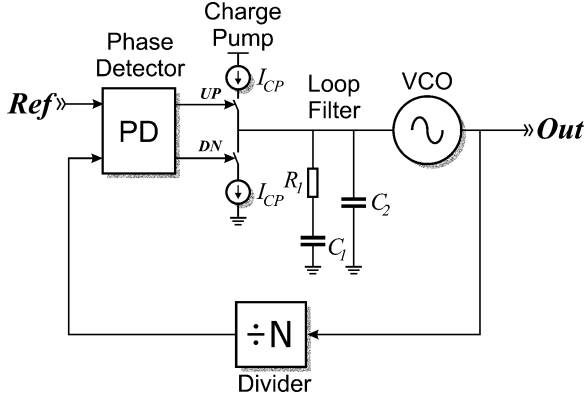 Charge
Pump
Phase
Detector
I_CP
UP
Ref
PD
DN
I_CP
Loop
Filter
VCO
Out
R_1
C_1
C_2
÷N
Divider